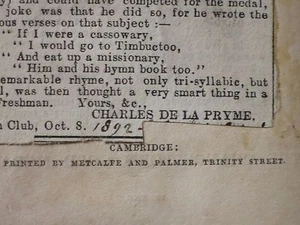 ) and could have competed for the medal,
joke was that he did so, for he wrote the
ous verses on that subject :—
" If I were a cassowary,
" I would go to Timbuctoo,
" And eat up a missionary,
" Him and his hymn book too."
remarkable rhyme, not only tri-syllabic, but
l, was then thought a very smart thing in a
Freshman. Yours, &c.,
CHARLES DE LA PRYME.
n Club, Oct. 8. 1892.
CAMBRIDGE:
PRINTED BY METCALFE AND PALMER, TRINITY STREET.